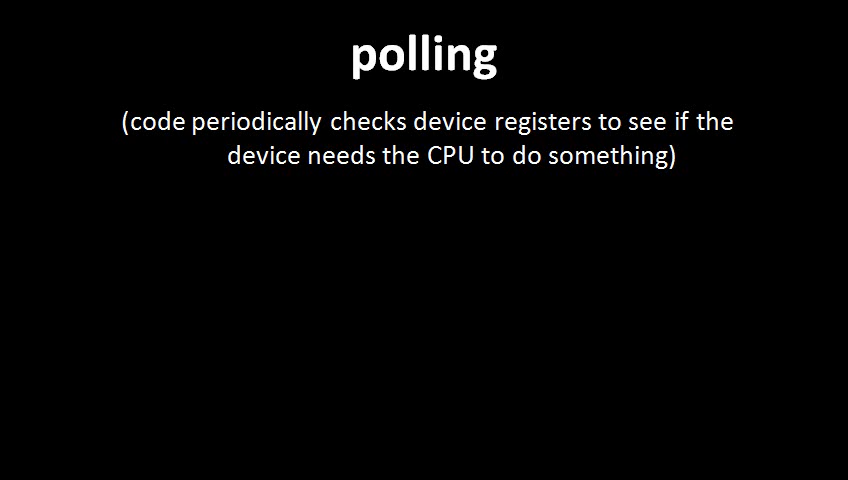 polling
(code periodically checks device registers to see if the
device needs the CPU to do something)